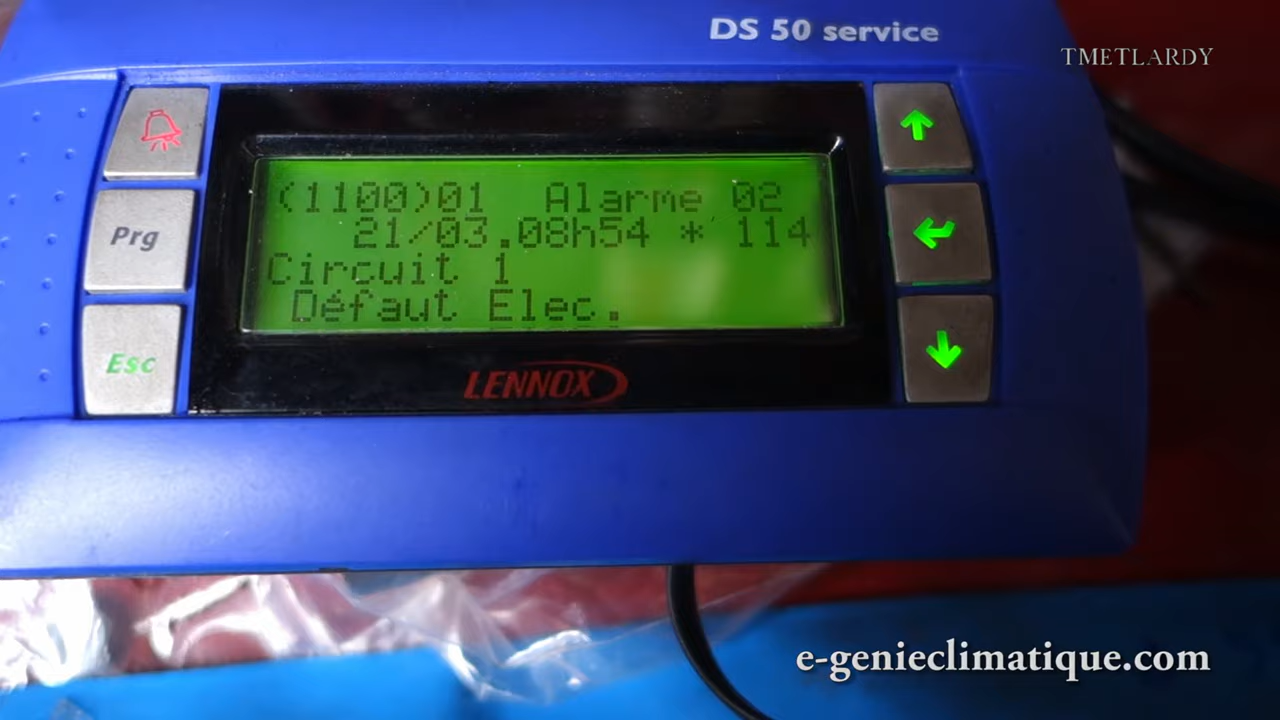 DS 50 service
TMETLARDY
(1100)01 Alarme 02
21/03.08h54 * 114
Circuit 1
Défaut Elec.
Prg
Esc
LENNOX
e-genieclimatique.com